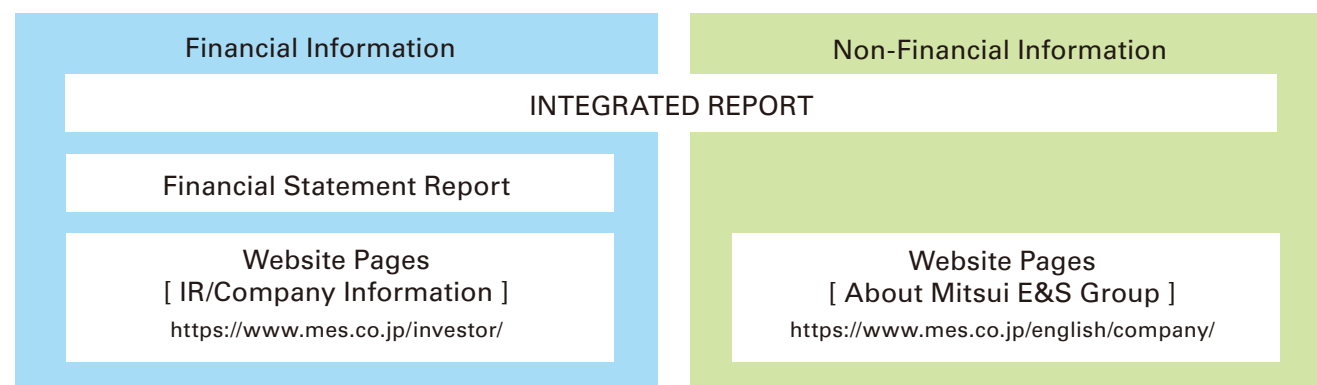 Financial Information
Non-Financial Information
INTEGRATED REPORT
Financial Statement Report
Website Pages
[ IR/Company Information ]
https://www.mes.co.jp/investor/
Website Pages
[ About Mitsui E&S Group ]
https://www.mes.co.jp/english/company/